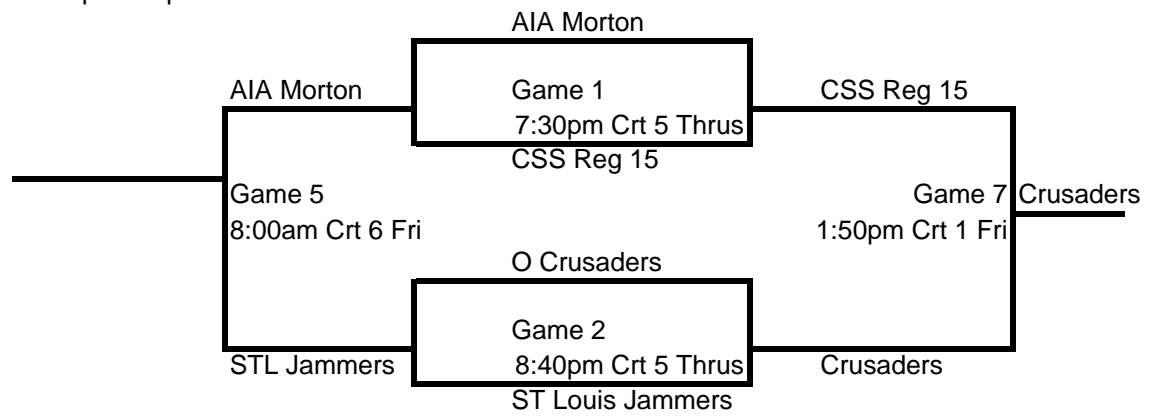 AIA Morton
AIA Morton
Game 1
CSS Reg 15
7:30pm Crt 5 Thrus
CSS Reg 15
Game 5
Game 7
Crusaders
8:00am Crt 6 Fri
1:50pm Crt 1 Fri
O Crusaders
Game 2
STL Jammers
8:40pm Crt 5 Thrus
Crusaders
ST Louis Jammers